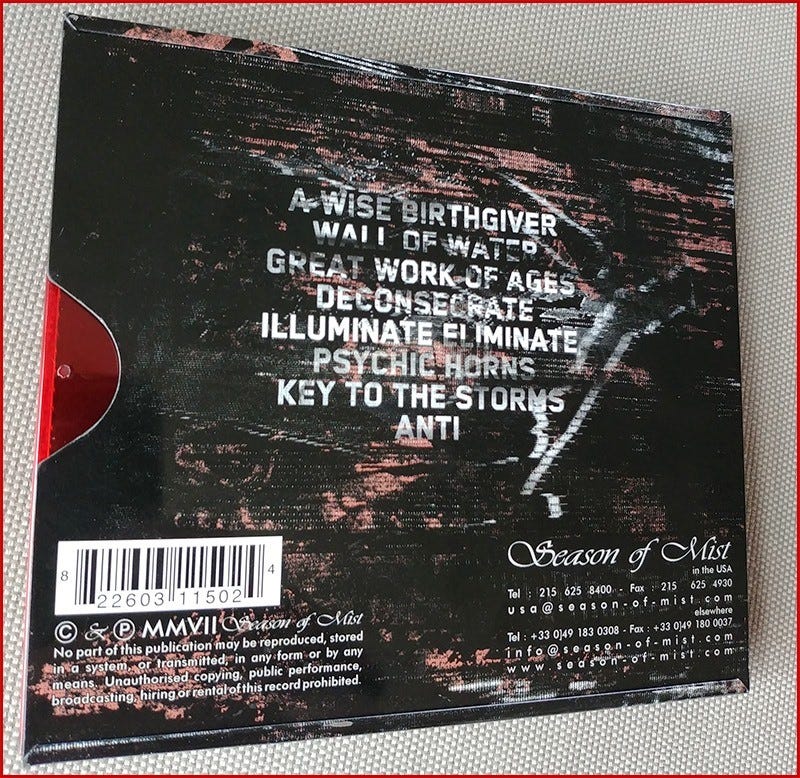 A WISE BIRTHGIVER
WALL OF WATER
GREAT WORK OF AGES
DECONSECRATE
ILLUMINATE ELIMINATE
PSYCHIC HORNS
KEY TO THE STORMS
ANTI
8 22603 11502 4
© & ℗ MMVII Season of Mist
No part of this publication may be reproduced, stored
in a system, or transmitted, in any form or by any
means. Unauthorised copying, public performance,
broadcasting, hiring or rental of this record prohibited.
Season of Mist
in the USA
Tel : 215 625 8400 - Fax : 215 625 4930
usa@season-of-mist.com
elsewhere
Tel : +33 0)49 183 0308 - Fax : +33 0)49 180 0037
info@season-of-mist.com
www.season-of-mist.com